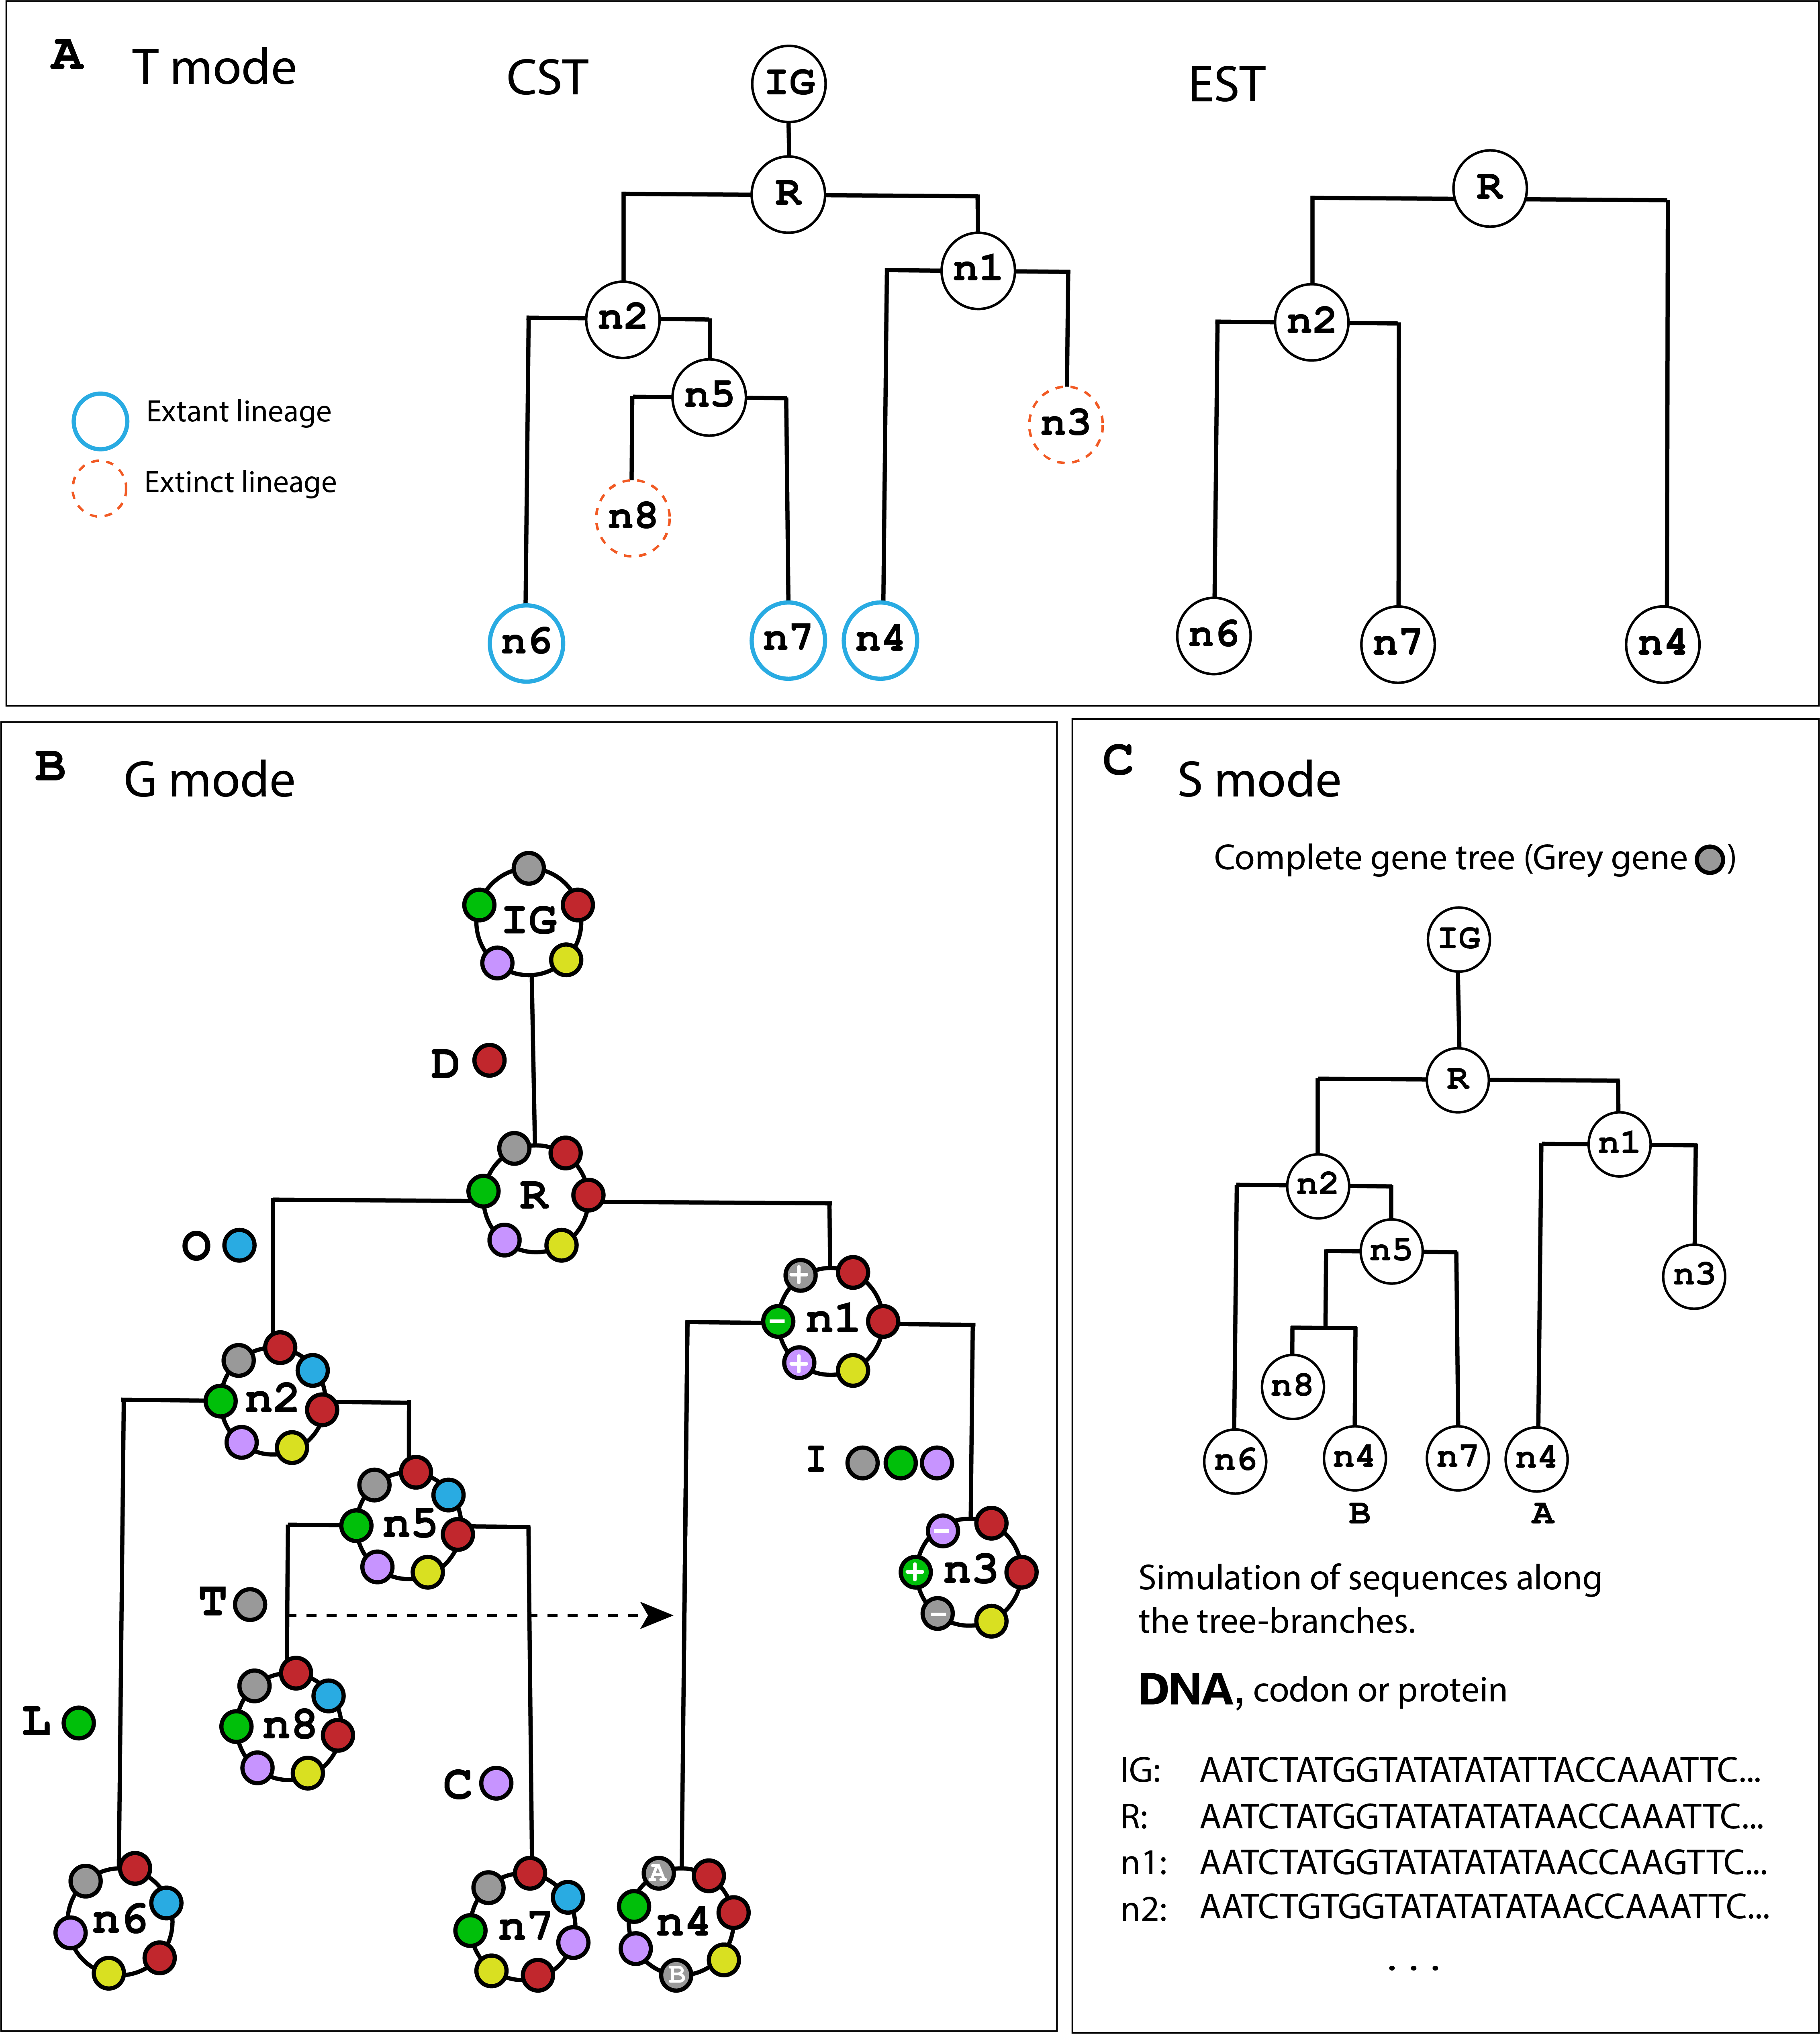 A T mode
CST
EST
IG
R
R
n1
n2
n2
n5
n3
n8
Extant lineage
Extinct lineage
n6
n7
n4
n6
n7
n4
B G mode
IG
D
R
O
n1
+
-
+
n2
I
n5
n3
-
+
-
T
n8
L
C
n6
n7
n4
A
B
C S mode
Complete gene tree (Grey gene )
IG
R
n1
n2
n5
n3
n8
n6
n4
n7
n4
B
A
Simulation of sequences along
the tree-branches.
DNA, codon or protein
IG: AATCTATGGTATATATATTACCAAATTC...
R: AATCTATGGTATATATATAACCAAATTC...
n1: AATCTATGGTATATATATAACCAAGTTC...
n2: AATCTGTGGTATATATATAACCAAATTC...
. . .